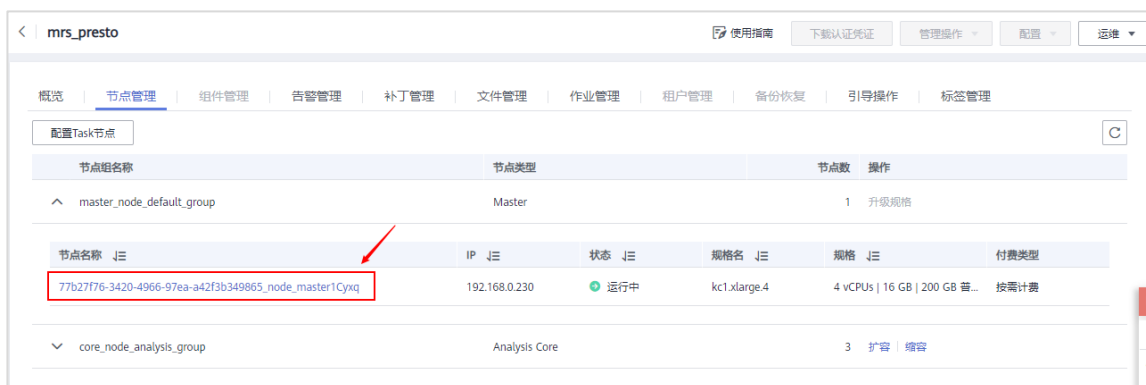 mrs_presto 使用指南 下载认证凭证 管理操作 配置 运维
概览 节点管理 组件管理 告警管理 补丁管理 文件管理 作业管理 租户管理 备份恢复 引导操作 标签管理
配置Task节点
节点组名称 节点类型 节点数 操作
master_node_default_group Master 1 升级规格
节点名称 IP 状态 规格名 规格 付费类型
77b27f76-3420-4966-97ea-a42f3b349865_node_master1Cyxq 192.168.0.230 运行中 kc1.xlarge.4 4 vCPUs | 16 GB | 200 GB 普... 按需计费
core_node_analysis_group Analysis Core 3 扩容 缩容